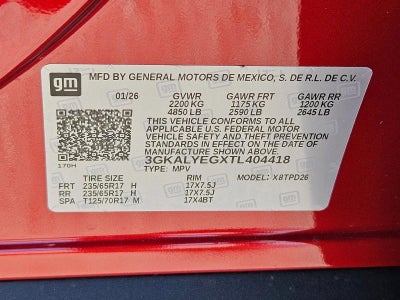 gm MFD BY GENERAL MOTORS DE MEXICO, S. DE R.L. DE C.V.
01/26 GVWR GAWR FRT GAWR RR
2200 KG 1175 KG 1200 KG
4850 LB 2590 LB 2645 LB
THIS VEHICLE CONFORMS TO ALL
APPLICABLE U.S. FEDERAL MOTOR
VEHICLE SAFETY AND THEFT PREVENTION
STANDARDS IN EFFECT ON THE DATE OF
MANUFACTURE SHOWN ABOVE.
170H 3GKALYEGXTL404418
TYPE: MPV
TIRE SIZE RIM MODEL: X8TPD26
FRT 235/65R17 H 17X7.5J
RR 235/65R17 H 17X7.5J
SPA T125/70R17 M 17X4BT